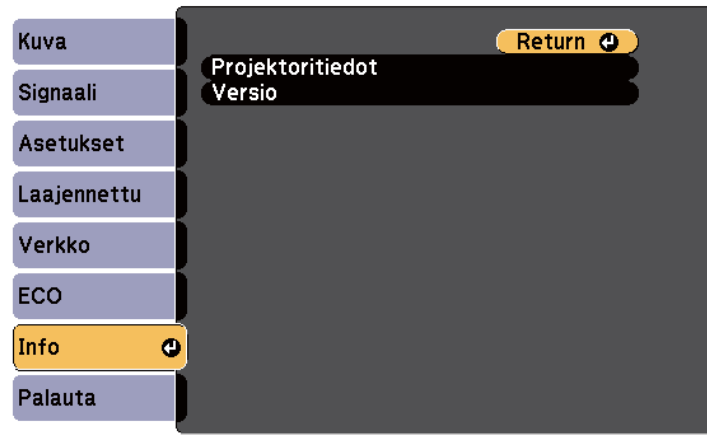 Kuva
Signaali
Asetukset
Laajennettu
Verkko
ECO
Info
Palauta
Return
Projektoritiedot
Versio